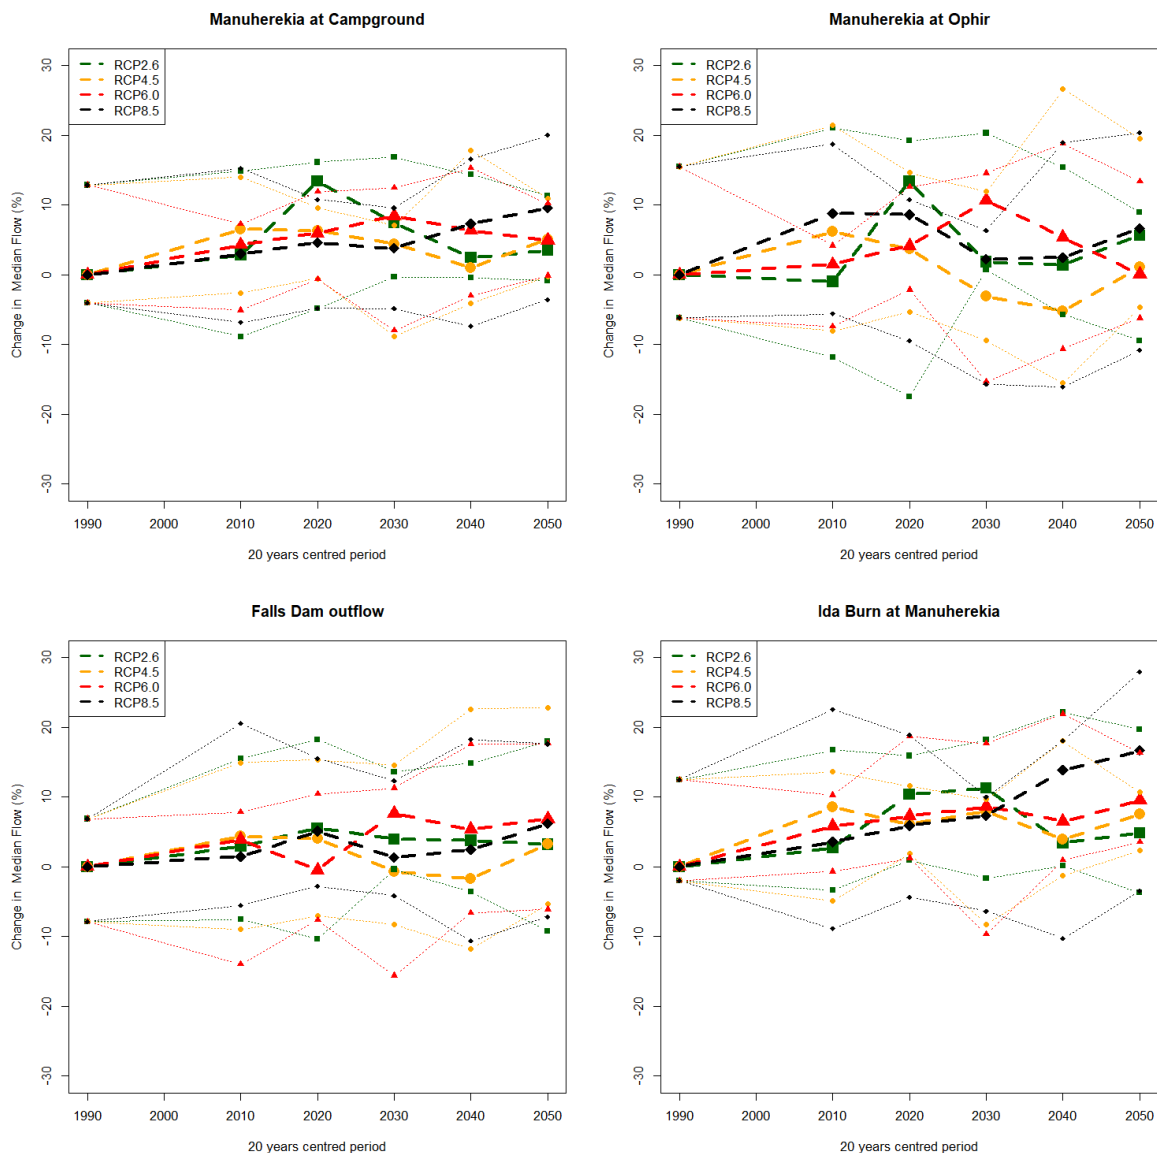 Manuherekia at Campground
Change in Median Flow (%)
30
20
10
0
-10
-20
-30
RCP2.6
RCP4.5
RCP6.0
RCP8.5
1990 2000 2010 2020 2030 2040 2050
20 years centred period
Manuherekia at Ophir
Change in Median Flow (%)
30
20
10
0
-10
-20
-30
RCP2.6
RCP4.5
RCP6.0
RCP8.5
1990 2000 2010 2020 2030 2040 2050
20 years centred period
Falls Dam outflow
Change in Median Flow (%)
30
20
10
0
-10
-20
-30
RCP2.6
RCP4.5
RCP6.0
RCP8.5
1990 2000 2010 2020 2030 2040 2050
20 years centred period
Ida Burn at Manuherekia
Change in Median Flow (%)
30
20
10
0
-10
-20
-30
RCP2.6
RCP4.5
RCP6.0
RCP8.5
1990 2000 2010 2020 2030 2040 2050
20 years centred period